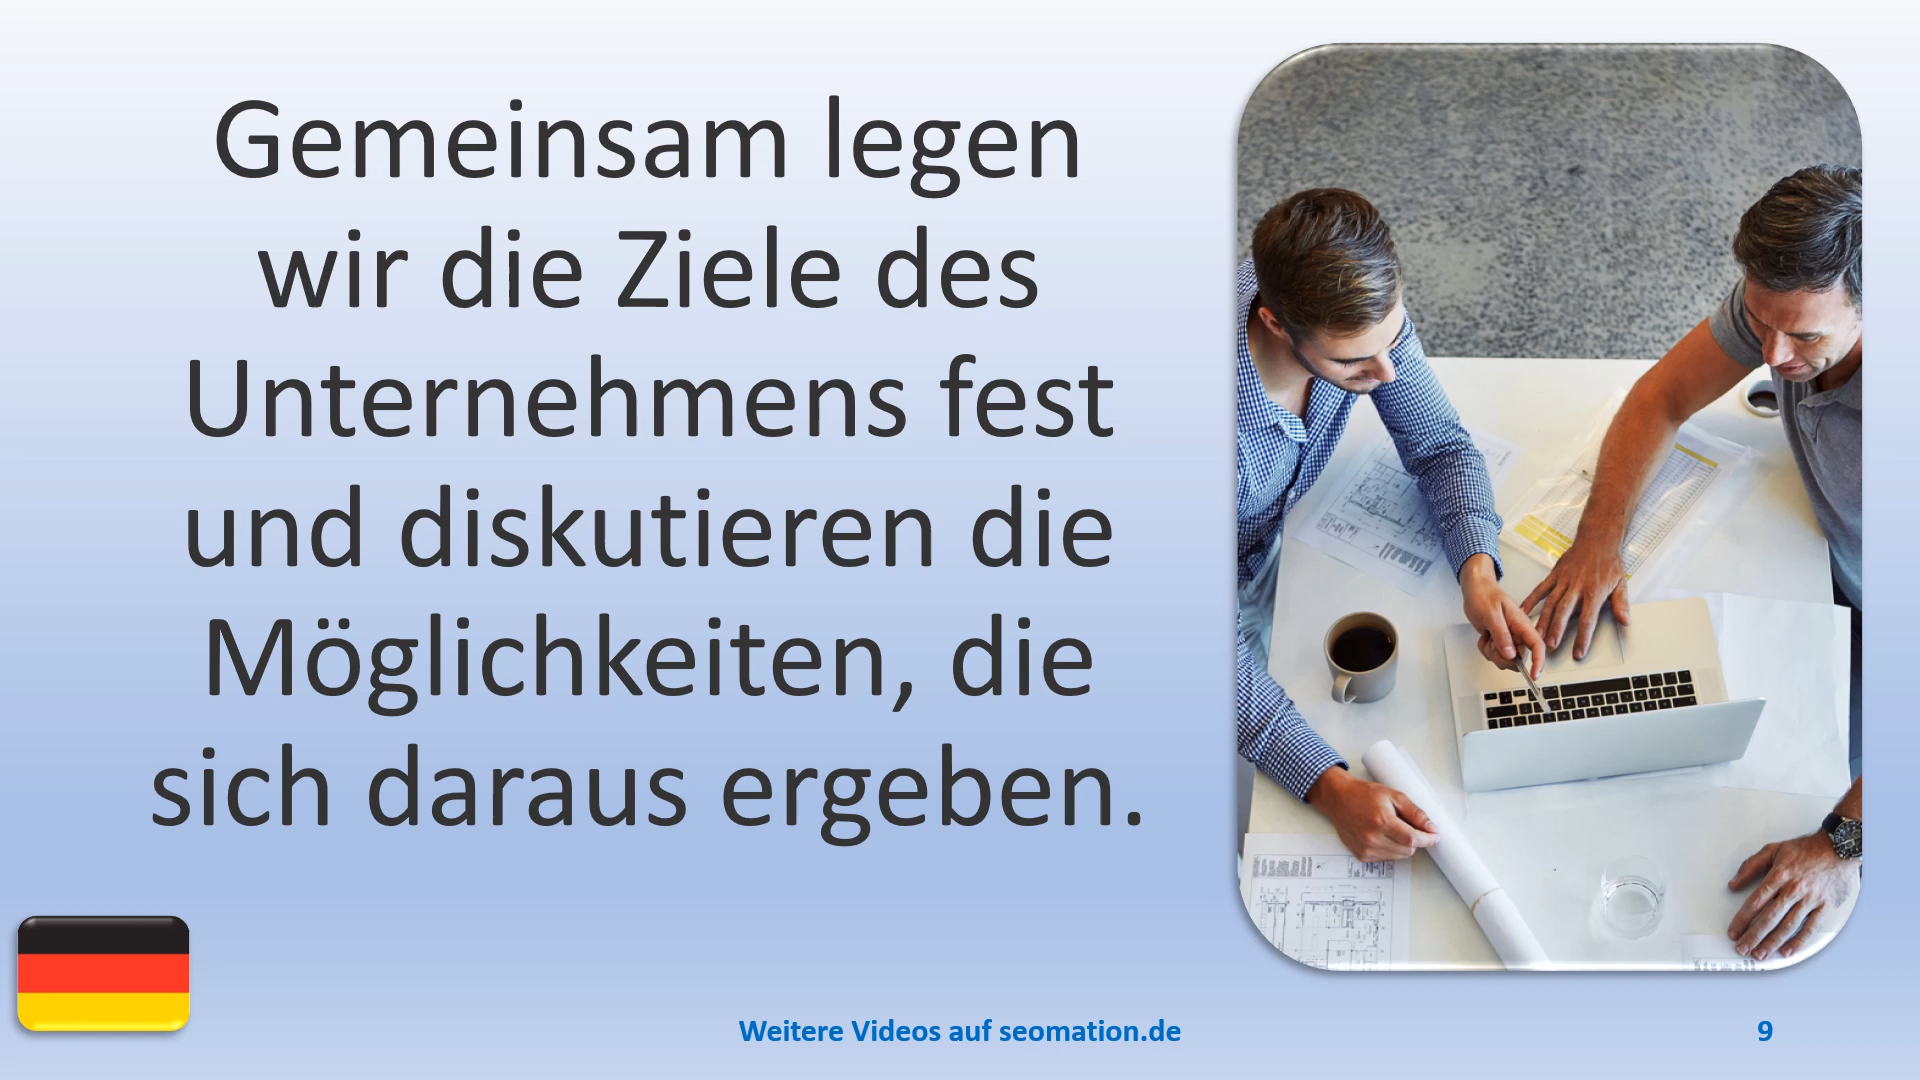 Gemeinsam legen
wir die Ziele des
Unternehmens fest
und diskutieren die
Möglichkeiten, die
sich daraus ergeben.
Weitere Videos auf seomation.de
9